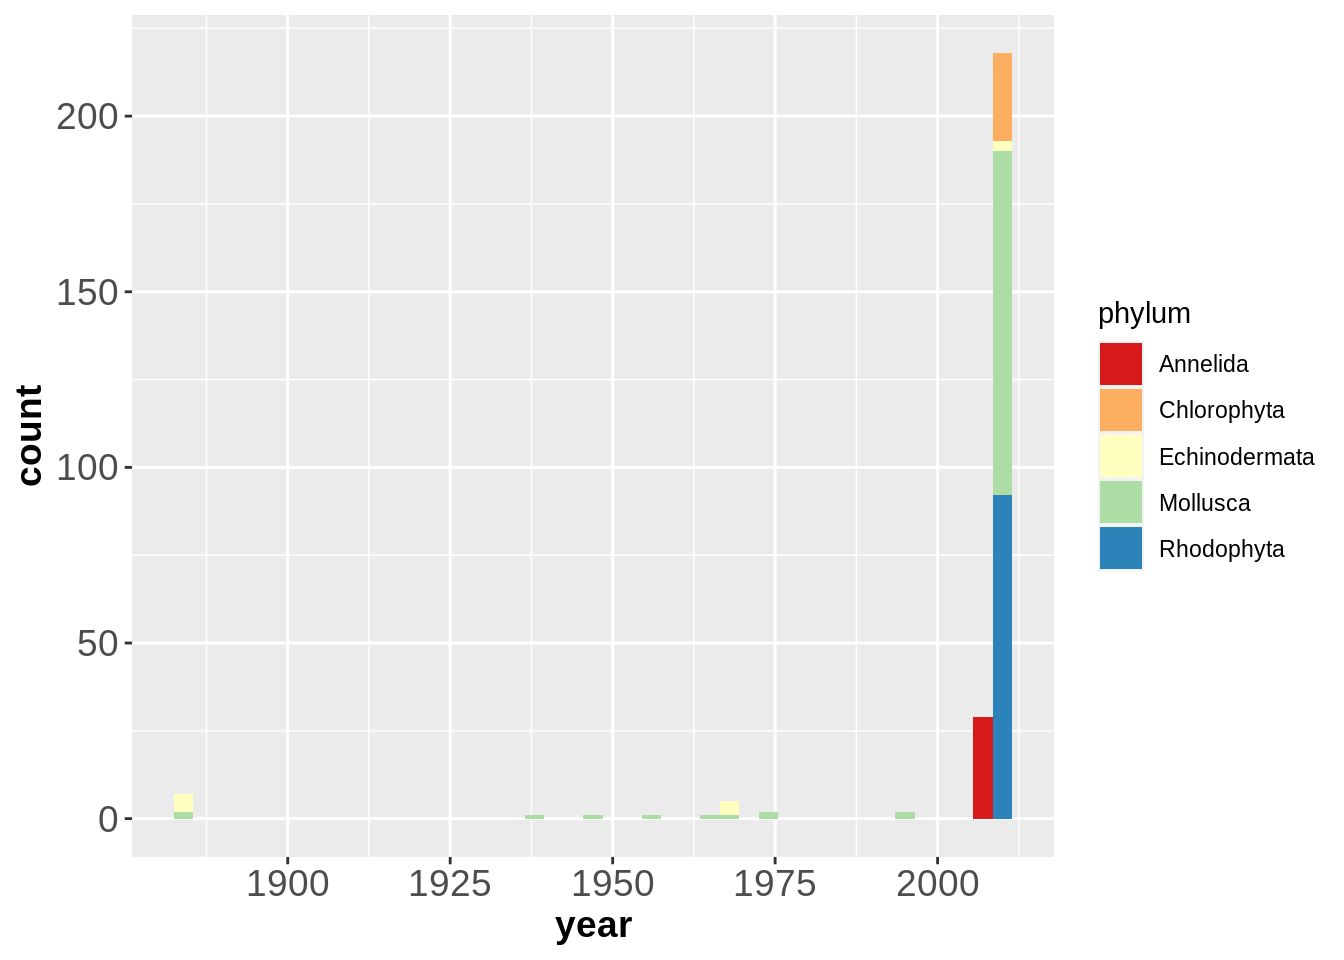 200
150
100
50
0
count
1900 1925 1950 1975 2000
year
phylum
Annelida
Chlorophyta
Echinodermata
Mollusca
Rhodophyta